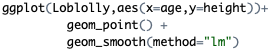 ggplot(Loblolly,aes(x=age,y=height))+
geom_point() +
geom_smooth(method="lm")